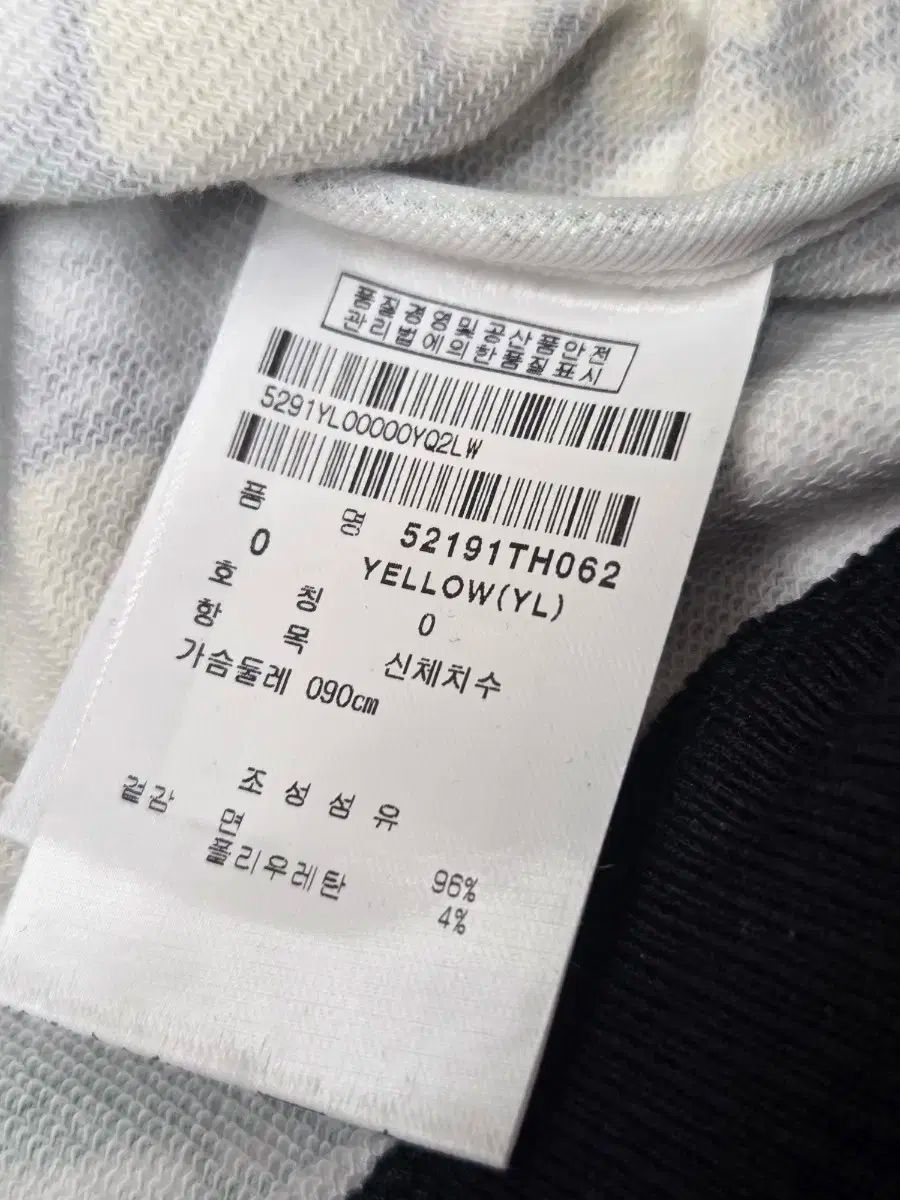 품질경영및공산품안전
관리법에의한품질표시
5291YL00000YQ2LW
품 명 52191TH062
0 YELLOW(YL)
호 칭 0
항 목 신체치수
가슴둘레 090cm
조 성 섬 유
겉감 면 96%
폴리우레탄 4%